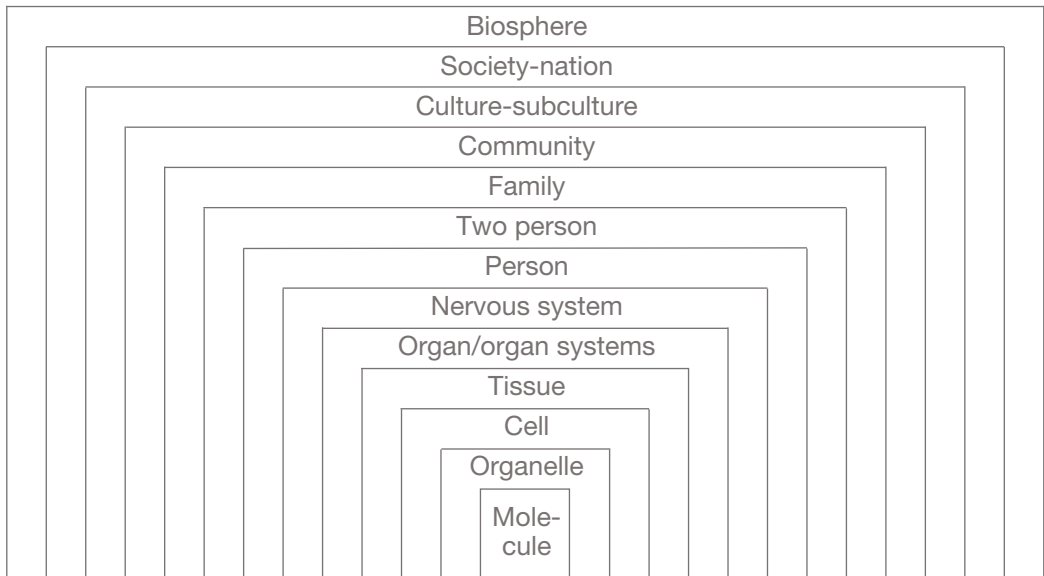 Biosphere
Society-nation
Culture-subculture
Community
Family
Two person
Person
Nervous system
Organ/organ systems
Tissue
Cell
Organelle
Mole-
cule